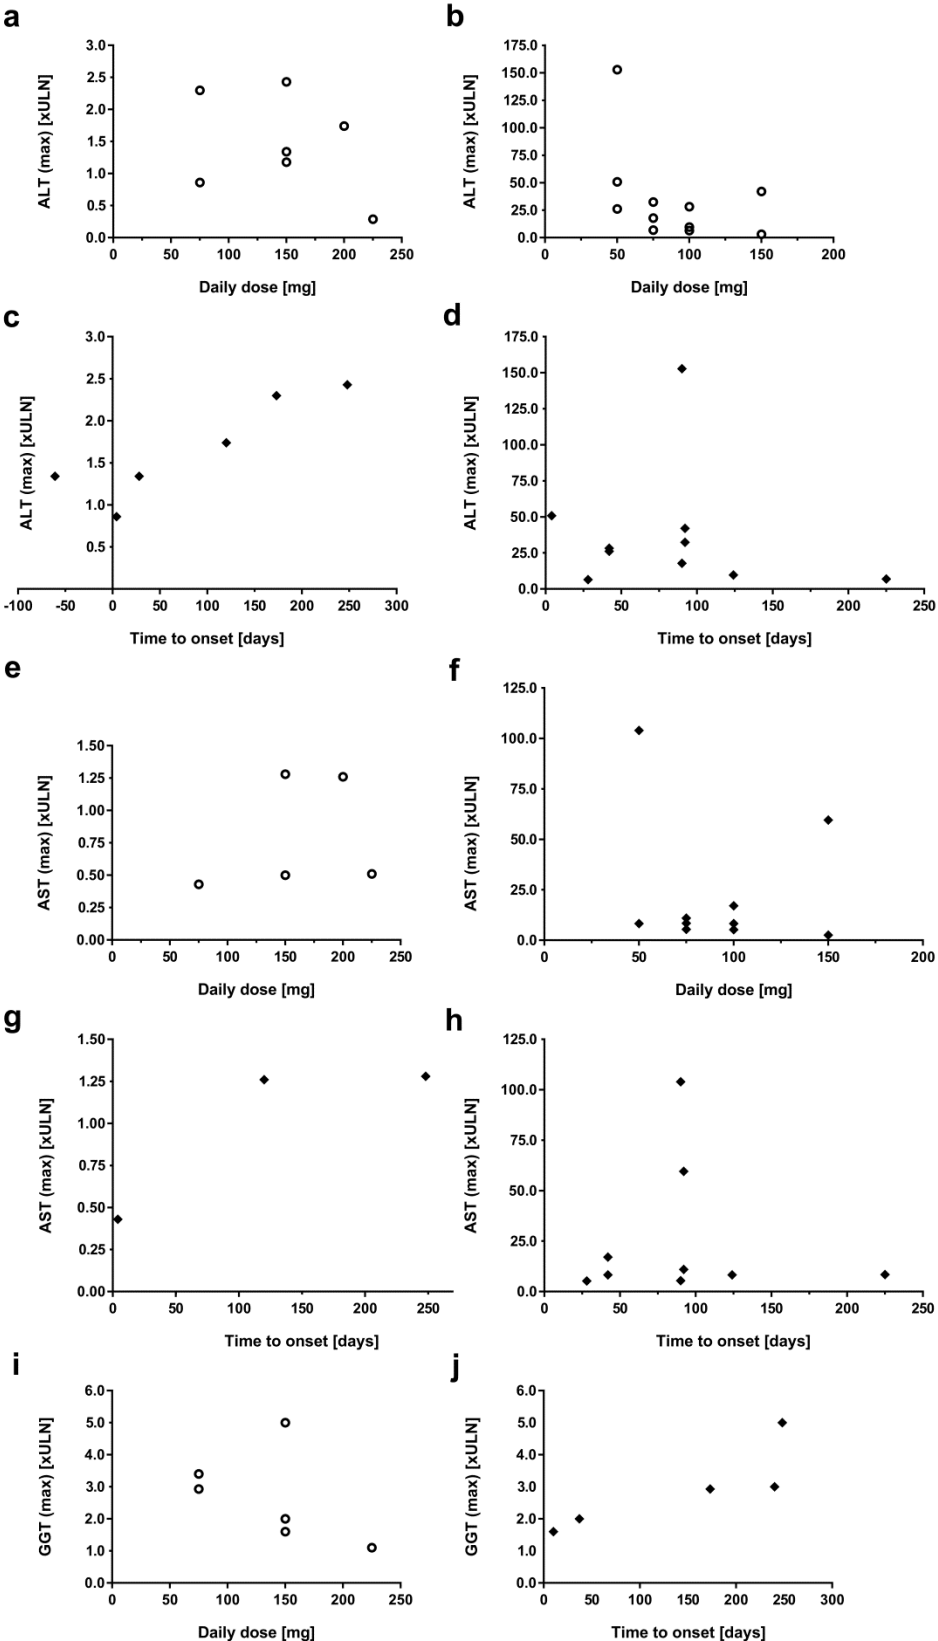 a
3.0
2.5
2.0
1.5
1.0
0.5
0.0
ALT (max) [xULN]
0 50 100 150 200 250
Daily dose [mg]
b
175.0
150.0
125.0
100.0
75.0
50.0
25.0
0.0
ALT (max) [xULN]
0 50 100 150 200
Daily dose [mg]
c
3.0
2.5
2.0
1.5
1.0
0.5
ALT (max) [xULN]
-100 -50 0 50 100 150 200 250 300
Time to onset [days]
d
175.0
150.0
125.0
100.0
75.0
50.0
25.0
0.0
ALT (max) [xULN]
0 50 100 150 200 250
Time to onset [days]
e
1.50
1.25
1.00
0.75
0.50
0.25
0.00
AST (max) [xULN]
0 50 100 150 200 250
Daily dose [mg]
f
125.0
100.0
75.0
50.0
25.0
0.0
AST (max) [xULN]
0 50 100 150 200
Daily dose [mg]
g
1.50
1.25
1.00
0.75
0.50
0.25
0.00
AST (max) [xULN]
0 50 100 150 200 250
Time to onset [days]
h
125.0
100.0
75.0
50.0
25.0
0.0
AST (max) [xULN]
0 50 100 150 200 250
Time to onset [days]
i
6.0
5.0
4.0
3.0
2.0
1.0
0.0
GGT (max) [xULN]
0 50 100 150 200 250
Daily dose [mg]
j
6.0
5.0
4.0
3.0
2.0
1.0
0.0
GGT (max) [xULN]
0 50 100 150 200 250 300
Time to onset [days]